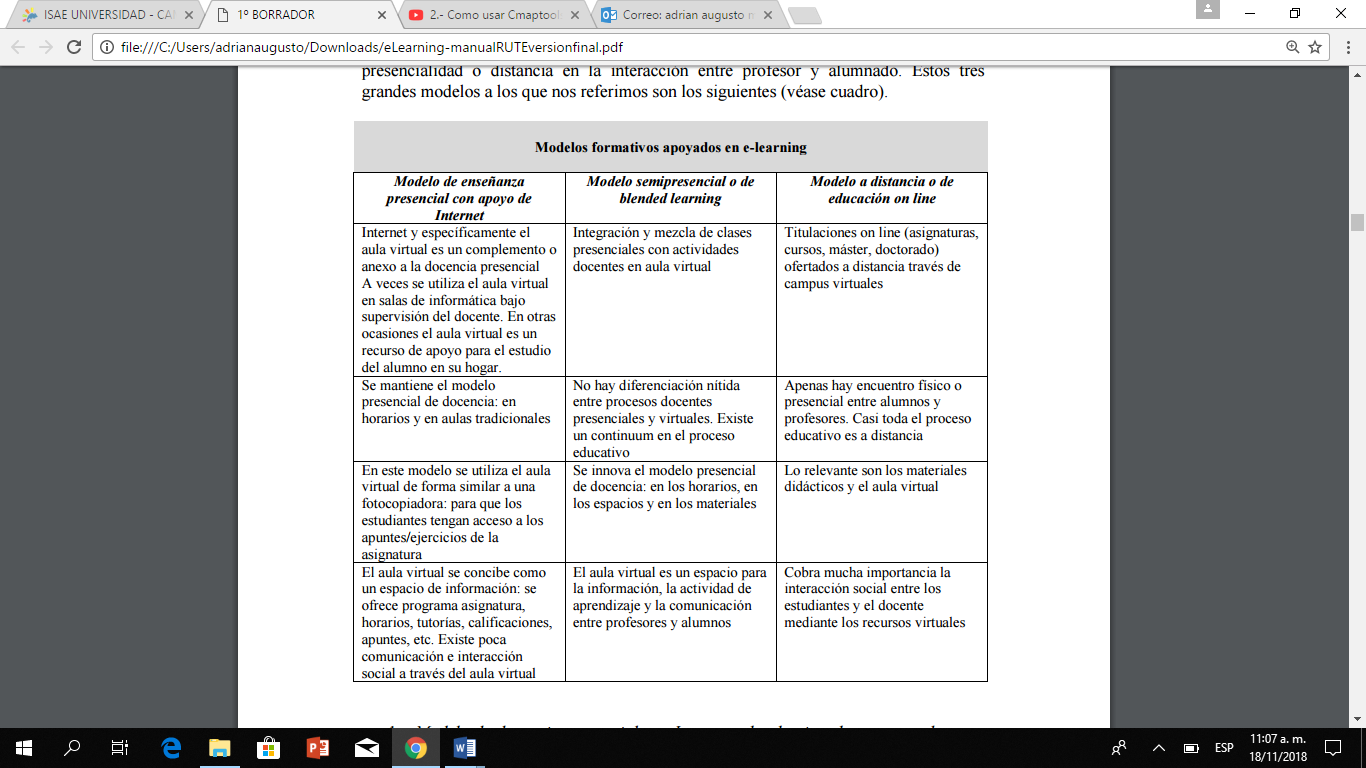 ISAE UNIVERSIDAD - CA
1º BORRADOR
2.- Como usar Cmaptool
Correo: adrian augusto
file:///C:/Users/adrianaugusto/Downloads/eLearning-manualRUTEversionfinal.pdf
presencialidad o distancia en la interacción entre profesor y alumnado. Estos tres
grandes modelos a los que nos referimos son los siguientes (véase cuadro).
Modelos formativos apoyados en e-learning
Modelo de enseñanza
presencial con apoyo de
Internet
Modelo semipresencial o de
blended learning
Modelo a distancia o de
educación on line
Internet y específicamente el
aula virtual es un complemento o
anexo a la docencia presencial
A veces se utiliza el aula virtual
en salas de informática bajo
supervisión del docente. En otras
ocasiones el aula virtual es un
recurso de apoyo para el estudio
del alumno en su hogar.
Integración y mezcla de clases
presenciales con actividades
docentes en aula virtual
Titulaciones on line (asignaturas,
cursos, máster, doctorado)
ofertados a distancia través de
campus virtuales
Se mantiene el modelo
presencial de docencia: en
horarios y en aulas tradicionales
No hay diferenciación nítida
entre procesos docentes
presenciales y virtuales. Existe
un continuum en el proceso
educativo
Apenas hay encuentro físico o
presencial entre alumnos y
profesores. Casi toda el proceso
educativo es a distancia
En este modelo se utiliza el aula
virtual de forma similar a una
fotocopiadora: para que los
estudiantes tengan acceso a los
apuntes/ejercicios de la
asignatura
Se innova el modelo presencial
de docencia: en los horarios, en
los espacios y en los materiales
Lo relevante son los materiales
didácticos y el aula virtual
El aula virtual se concibe como
un espacio de información: se
ofrece programa asignatura,
horarios, tutorías, calificaciones,
apuntes, etc. Existe poca
comunicación e interacción
social a través del aula virtual
El aula virtual es un espacio para
la información, la actividad de
aprendizaje y la comunicación
entre profesores y alumnos
Cobra mucha importancia la
interacción social entre los
estudiantes y el docente
mediante los recursos virtuales
ESP
11:07 a. m.
18/11/2018